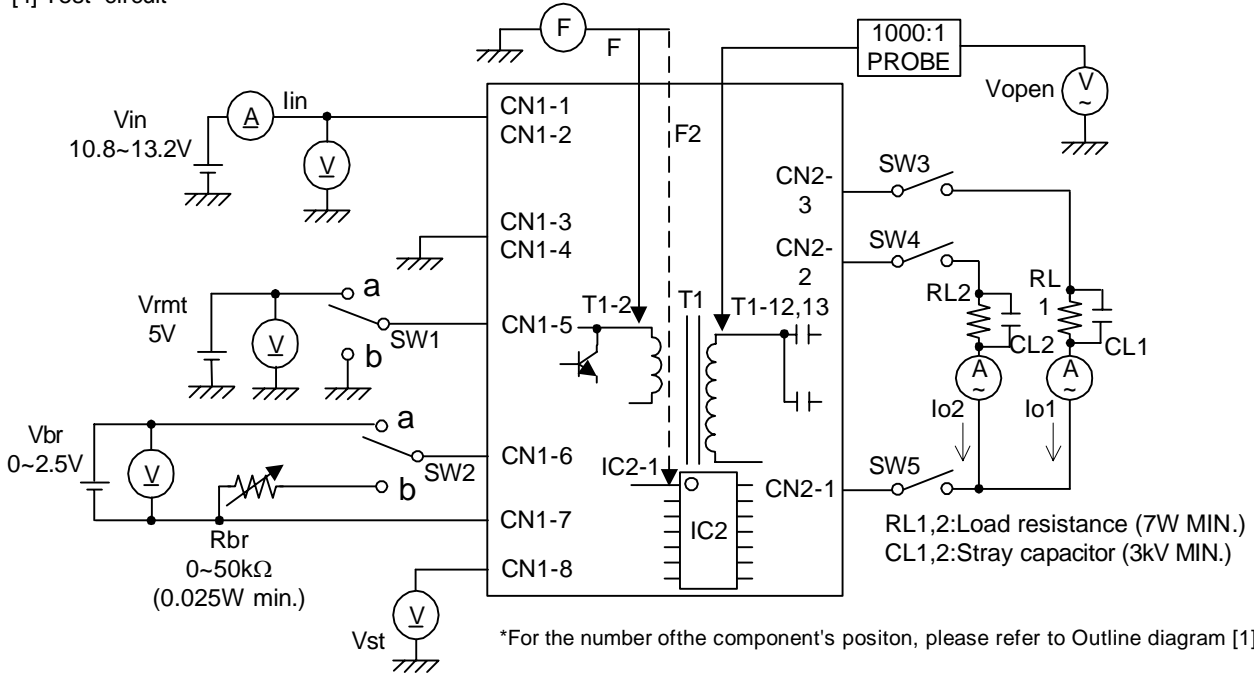 [4] Test circuit
F
F
F2
1000:1
PROBE
Vopen
V
~
Vin
10.8~13.2V
A
Iin
V
CN1-1
CN1-2
CN1-3
CN1-4
Vrmt
5V
V
a
b
SW1
CN1-5
T1-2
T1
T1-12,13
CN2-
3
SW3
CN2-
2
SW4
RL2
RL
1
CL2
CL1
A
~
A
~
Io2
Io1
Vbr
0~2.5V
V
a
b
SW2
CN1-6
IC2-1
IC2
CN2-1
SW5
CN1-7
Rbr
0~50kΩ
(0.025W min.)
CN1-8
V
Vst
RL1,2:Load resistance (7W MIN.)
CL1,2:Stray capacitor (3kV MIN.)
*For the number ofthe component's positon, please refer to Outline diagram [1]